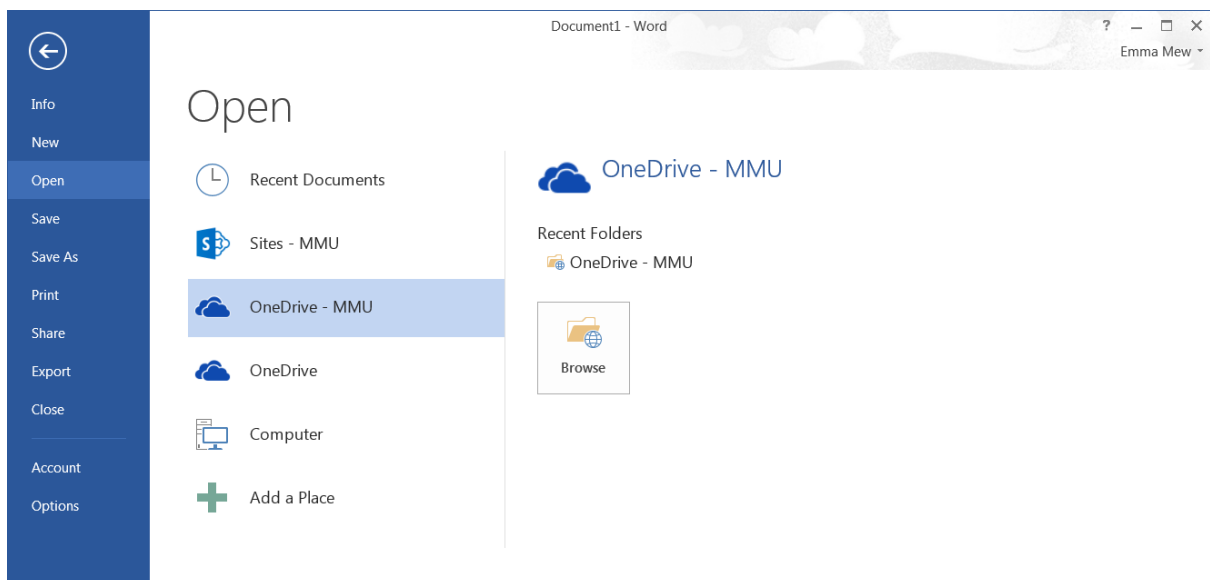 Document1 - Word
?
Emma Mew
Info
New
Open
Save
Save As
Print
Share
Export
Close
Account
Options
Open
Recent Documents
S
Sites - MMU
OneDrive - MMU
OneDrive
Computer
Add a Place
OneDrive - MMU
Recent Folders
OneDrive - MMU
Browse